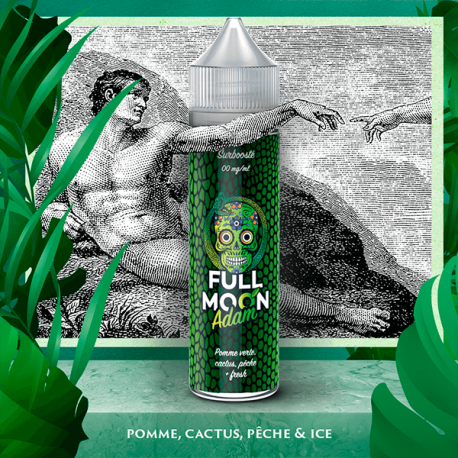 Surboosté
00 mg/ml
FULL
MOON
Adam
Pomme verte,
cactus, pêche
+ fresh
POMME, CACTUS, PÊCHE & ICE